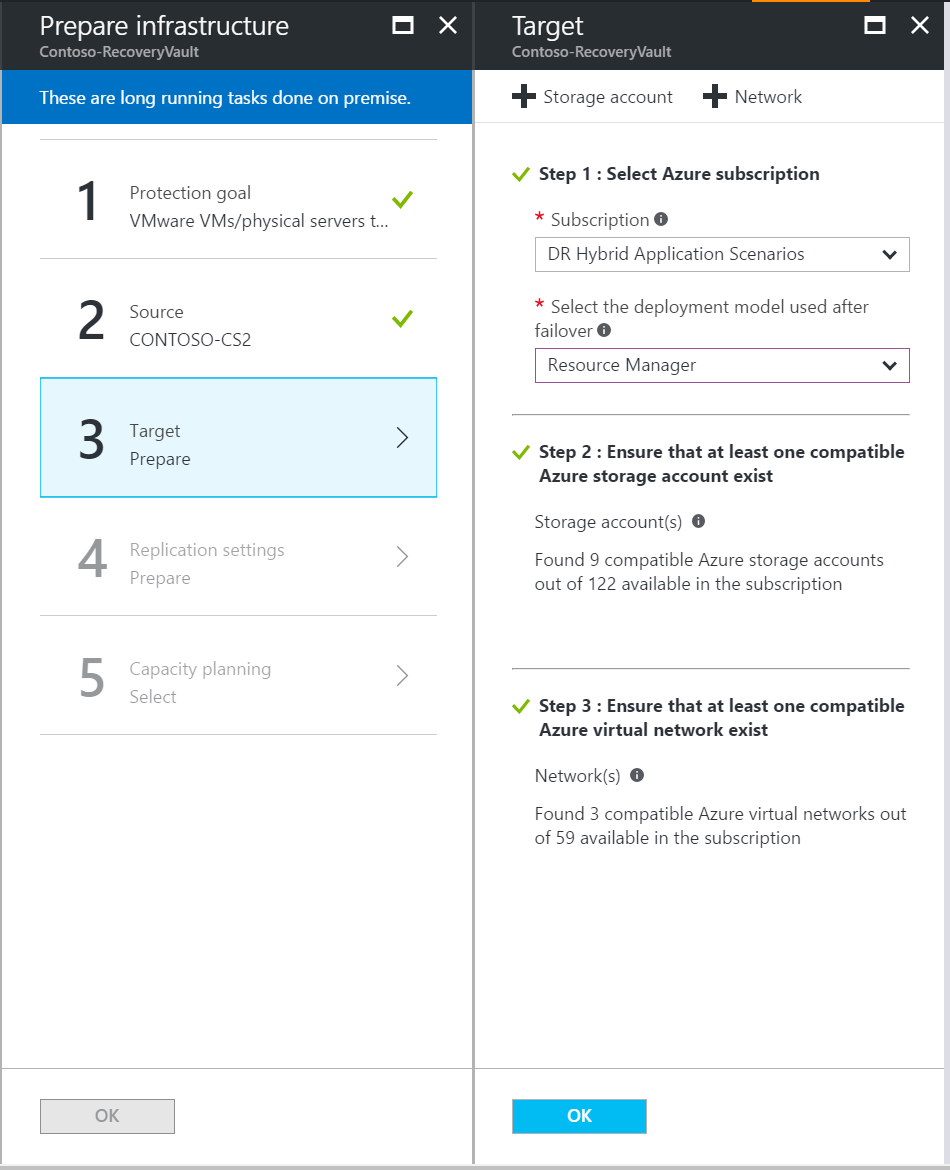 Prepare infrastructure
Contoso-RecoveryVault
These are long running tasks done on premise.
1
Protection goal
VMware VMs/physical servers t...
2
Source
CONTOSO-CS2
3
Target
Prepare
4
Replication settings
Prepare
5
Capacity planning
Select
OK
Target
Contoso-RecoveryVault
Storage account
Network
Step 1 : Select Azure subscription
* Subscription
DR Hybrid Application Scenarios
* Select the deployment model used after
failover
Resource Manager
Step 2 : Ensure that at least one compatible
Azure storage account exist
Storage account(s)
Found 9 compatible Azure storage accounts
out of 122 available in the subscription
Step 3 : Ensure that at least one compatible
Azure virtual network exist
Network(s)
Found 3 compatible Azure virtual networks out
of 59 available in the subscription
OK